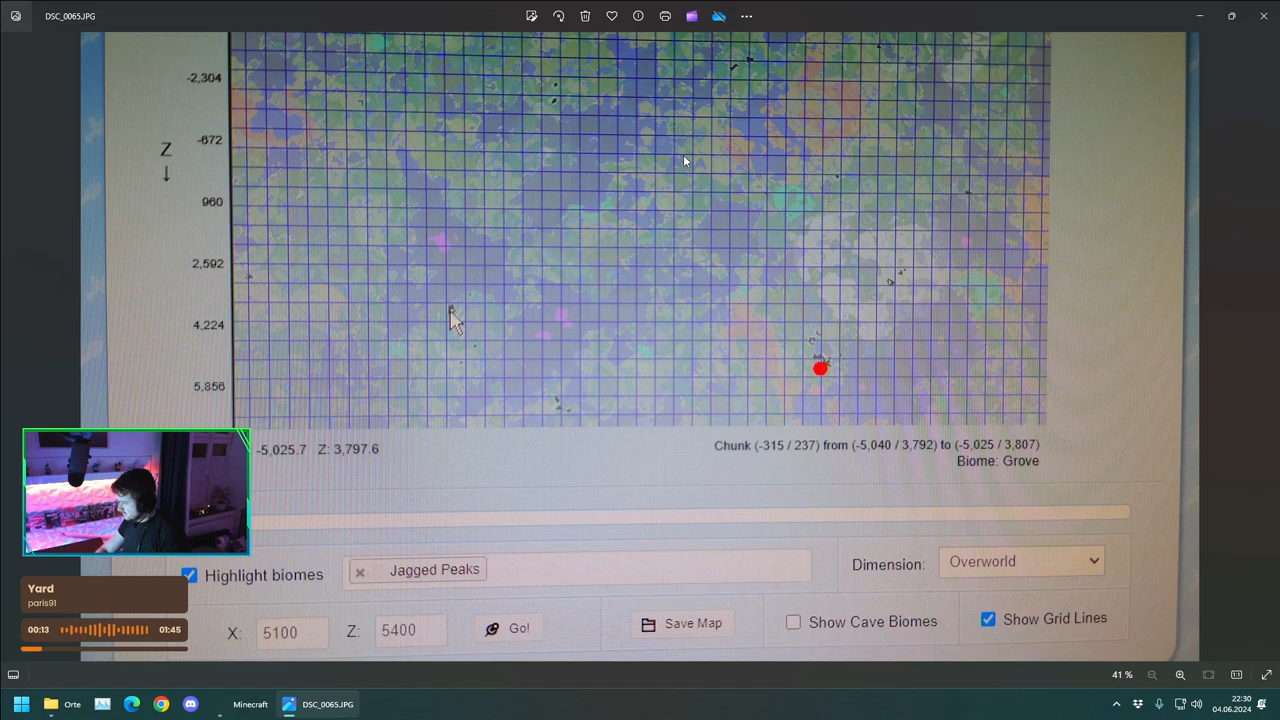 DSC_0065.JPG
-2,304
-672
Z
↓
960
2,592
4,224
5,856
-5,025.7 Z: 3,797.6
Chunk (-315 / 237) from (-5,040 / 3,792) to (-5,025 / 3,807)
Biome: Grove
Highlight biomes
× Jagged Peaks
Dimension: Overworld
X: 5100 Z: 5400 Go!
Save Map
Show Cave Biomes
Show Grid Lines
Yard
paris91
00:13 01:45
41 %
Orte
Minecraft
DSC_0065.JPG
22:30
04.06.2024